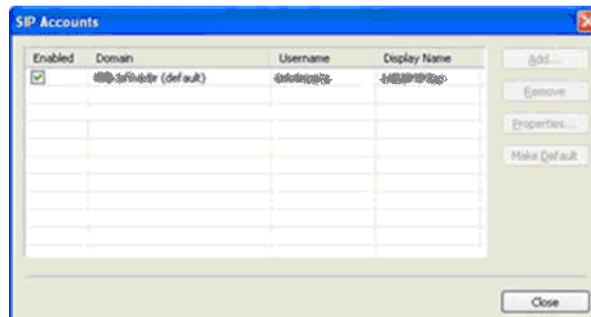 SIP Accounts
Enabled Domain Username Display Name
(default)
Add...
Remove
Properties...
Make Default
Close